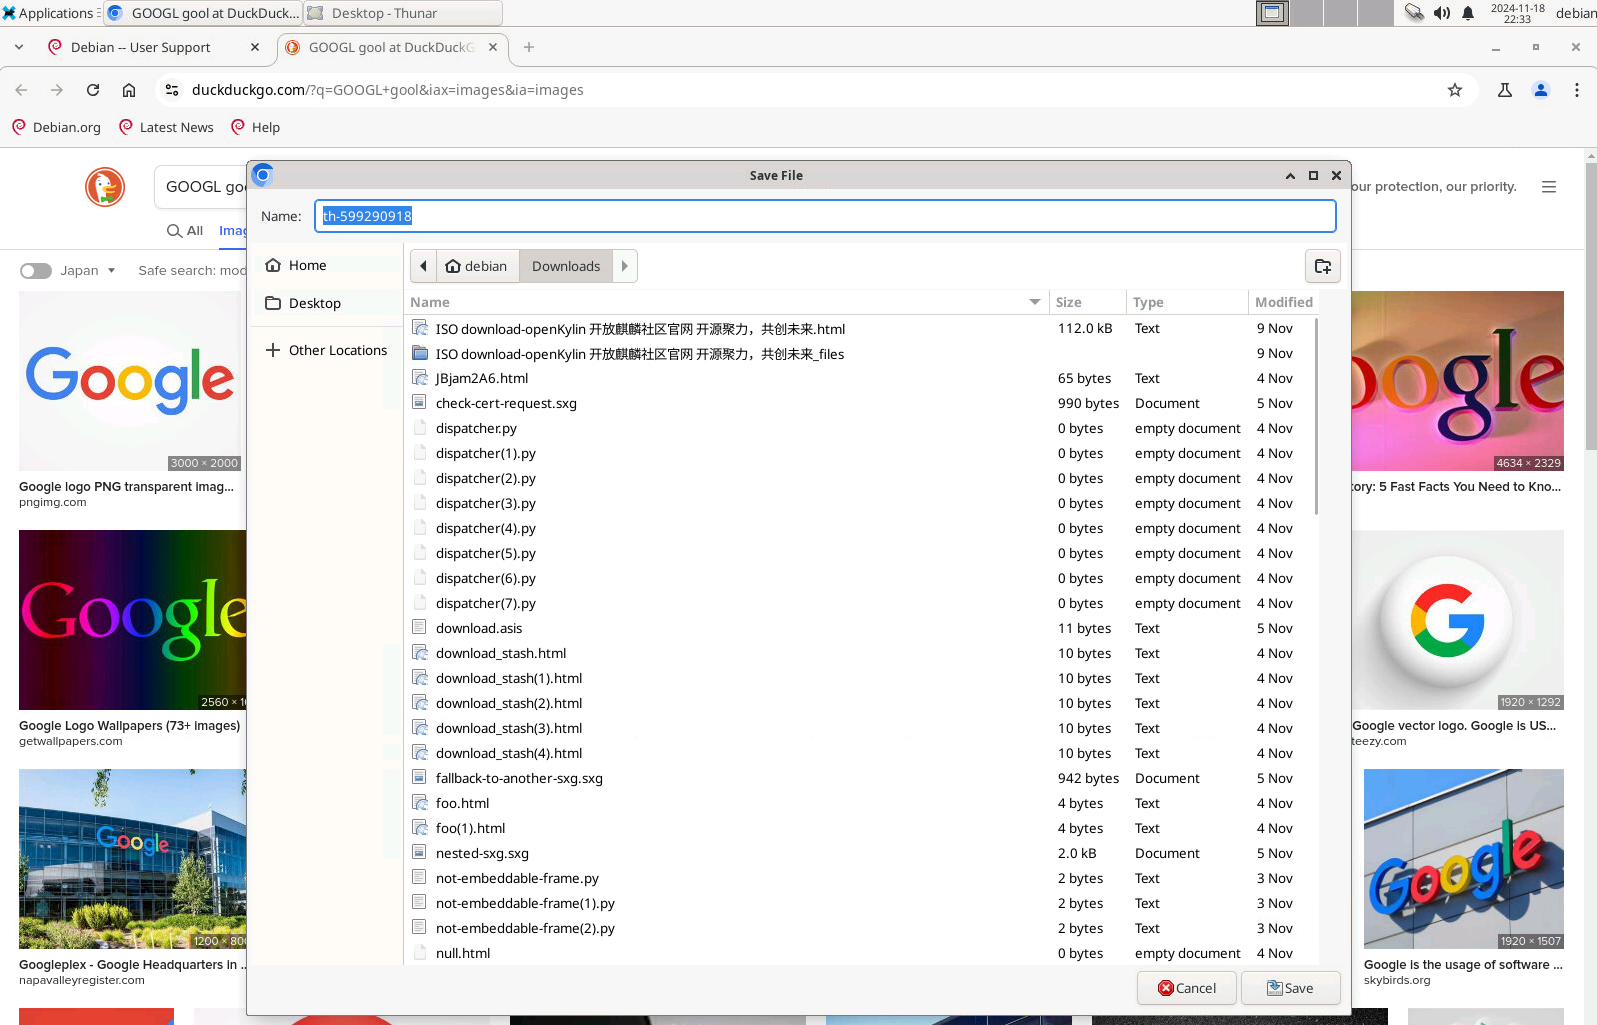 Applications
GOOGL gool at DuckDuck...
Desktop - Thunar
2024-11-18
22:33
debian
Debian -- User Support
GOOGL gool at DuckDuckG
duckduckgo.com/?q=GOOGL+gool&iax=images&ia=images
Debian.org
Latest News
Help
GOOGL goo
our protection, our priority.
All
Imag
Japan
Safe search: mod
Save File
Name:
th-599290918
Home
Desktop
Other Locations
debian
Downloads
Name
Size
Type
Modified
ISO download-openKylin 开放麒麟社区官网 开源聚力，共创未来.html 112.0 kB Text 9 Nov
ISO download-openKylin 开放麒麟社区官网 开源聚力，共创未来_files 9 Nov
JBjam2A6.html 65 bytes Text 4 Nov
check-cert-request.sxg 990 bytes Document 5 Nov
dispatcher.py 0 bytes empty document 4 Nov
dispatcher(1).py 0 bytes empty document 4 Nov
dispatcher(2).py 0 bytes empty document 4 Nov
dispatcher(3).py 0 bytes empty document 4 Nov
dispatcher(4).py 0 bytes empty document 4 Nov
dispatcher(5).py 0 bytes empty document 4 Nov
dispatcher(6).py 0 bytes empty document 4 Nov
dispatcher(7).py 0 bytes empty document 4 Nov
download.asis 11 bytes Text 5 Nov
download_stash.html 10 bytes Text 4 Nov
download_stash(1).html 10 bytes Text 4 Nov
download_stash(2).html 10 bytes Text 4 Nov
download_stash(3).html 10 bytes Text 4 Nov
download_stash(4).html 10 bytes Text 4 Nov
fallback-to-another-sxg.sxg 942 bytes Document 5 Nov
foo.html 4 bytes Text 4 Nov
foo(1).html 4 bytes Text 4 Nov
nested-sxg.sxg 2.0 kB Document 5 Nov
not-embeddable-frame.py 2 bytes Text 3 Nov
not-embeddable-frame(1).py 2 bytes Text 3 Nov
not-embeddable-frame(2).py 2 bytes Text 3 Nov
null.html 0 bytes empty document 4 Nov
Cancel
Save
Google
3000 × 2000
Google logo PNG transparent imag...
pngimg.com
Google
2560 × 1
Google Logo Wallpapers (73+ images)
getwallpapers.com
Google
1200 × 800
Googleplex - Google Headquarters in ...
napavalleyregister.com
oogle
4634 × 2329
tory: 5 Fast Facts You Need to Kno...
G
1920 × 1292
Google vector logo. Google is US...
teezy.com
Google
1920 × 1507
Google is the usage of software ...
skybirds.org